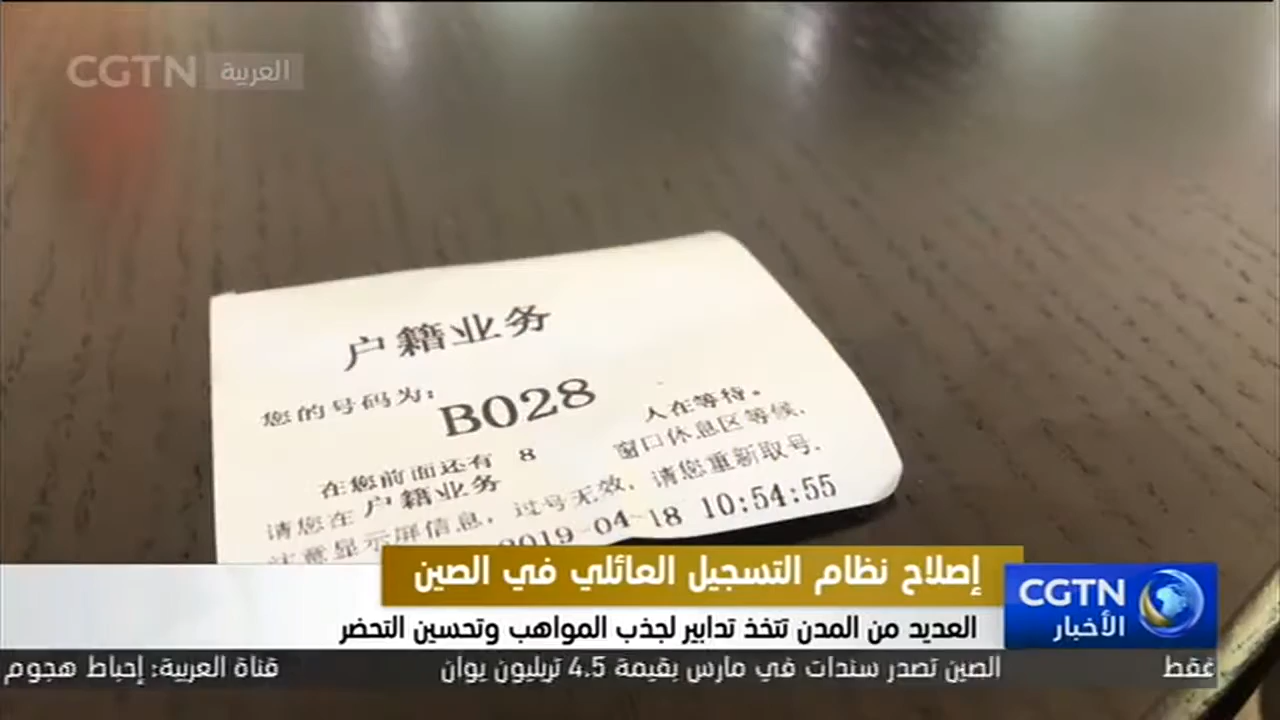 CGTN العربية
户籍业务
您的号码为: B028
在您前面还有 8 人在等待。
请您在 户籍业务 窗口休息区等候,
注意显示屏信息, 过号无效, 请您重新取号.
2019-04-18 10:54:55
إصلاح نظام التسجيل العائلي في الصين
العديد من المدن تتخذ تدابير لجذب المواهب وتحسين التحضر
CGTN
الأخبار
الصين تصدر سندات في مارس بقيمة 4.5 تريليون يوان
قناة العربية: إحباط هجوم